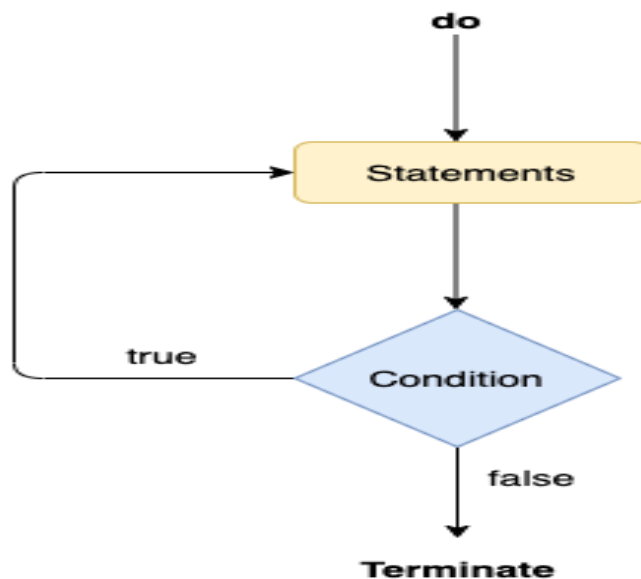 do
Statements
true
Condition
false
Terminate